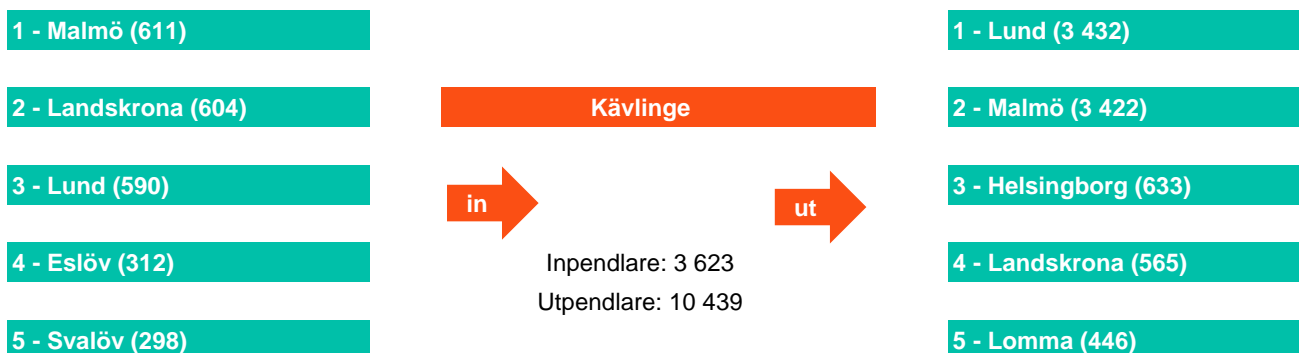 1 - Malmö (611)
2 - Landskrona (604)
3 - Lund (590)
4 - Eslöv (312)
5 - Svalöv (298)
Kävlinge
in
ut
Inpendlare: 3 623
Utpendlare: 10 439
1 - Lund (3 432)
2 - Malmö (3 422)
3 - Helsingborg (633)
4 - Landskrona (565)
5 - Lomma (446)